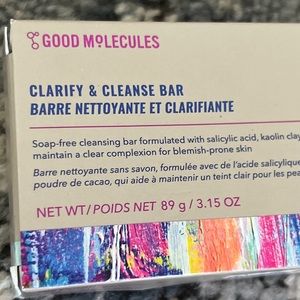 GOOD MOLECULES
CLARIFY & CLEANSE BAR
BARRE NETTOYANTE ET CLARIFIANTE
Soap-free cleansing bar formulated with salicylic acid, kaolin clay
maintain a clear complexion for blemish-prone skin
Barre nettoyante sans savon, formulée avec de l'acide salicylique
poudre de cacao, qui aide à maintenir un teint clair pour les
NET WT/POIDS NET 89 g / 3.15 OZ